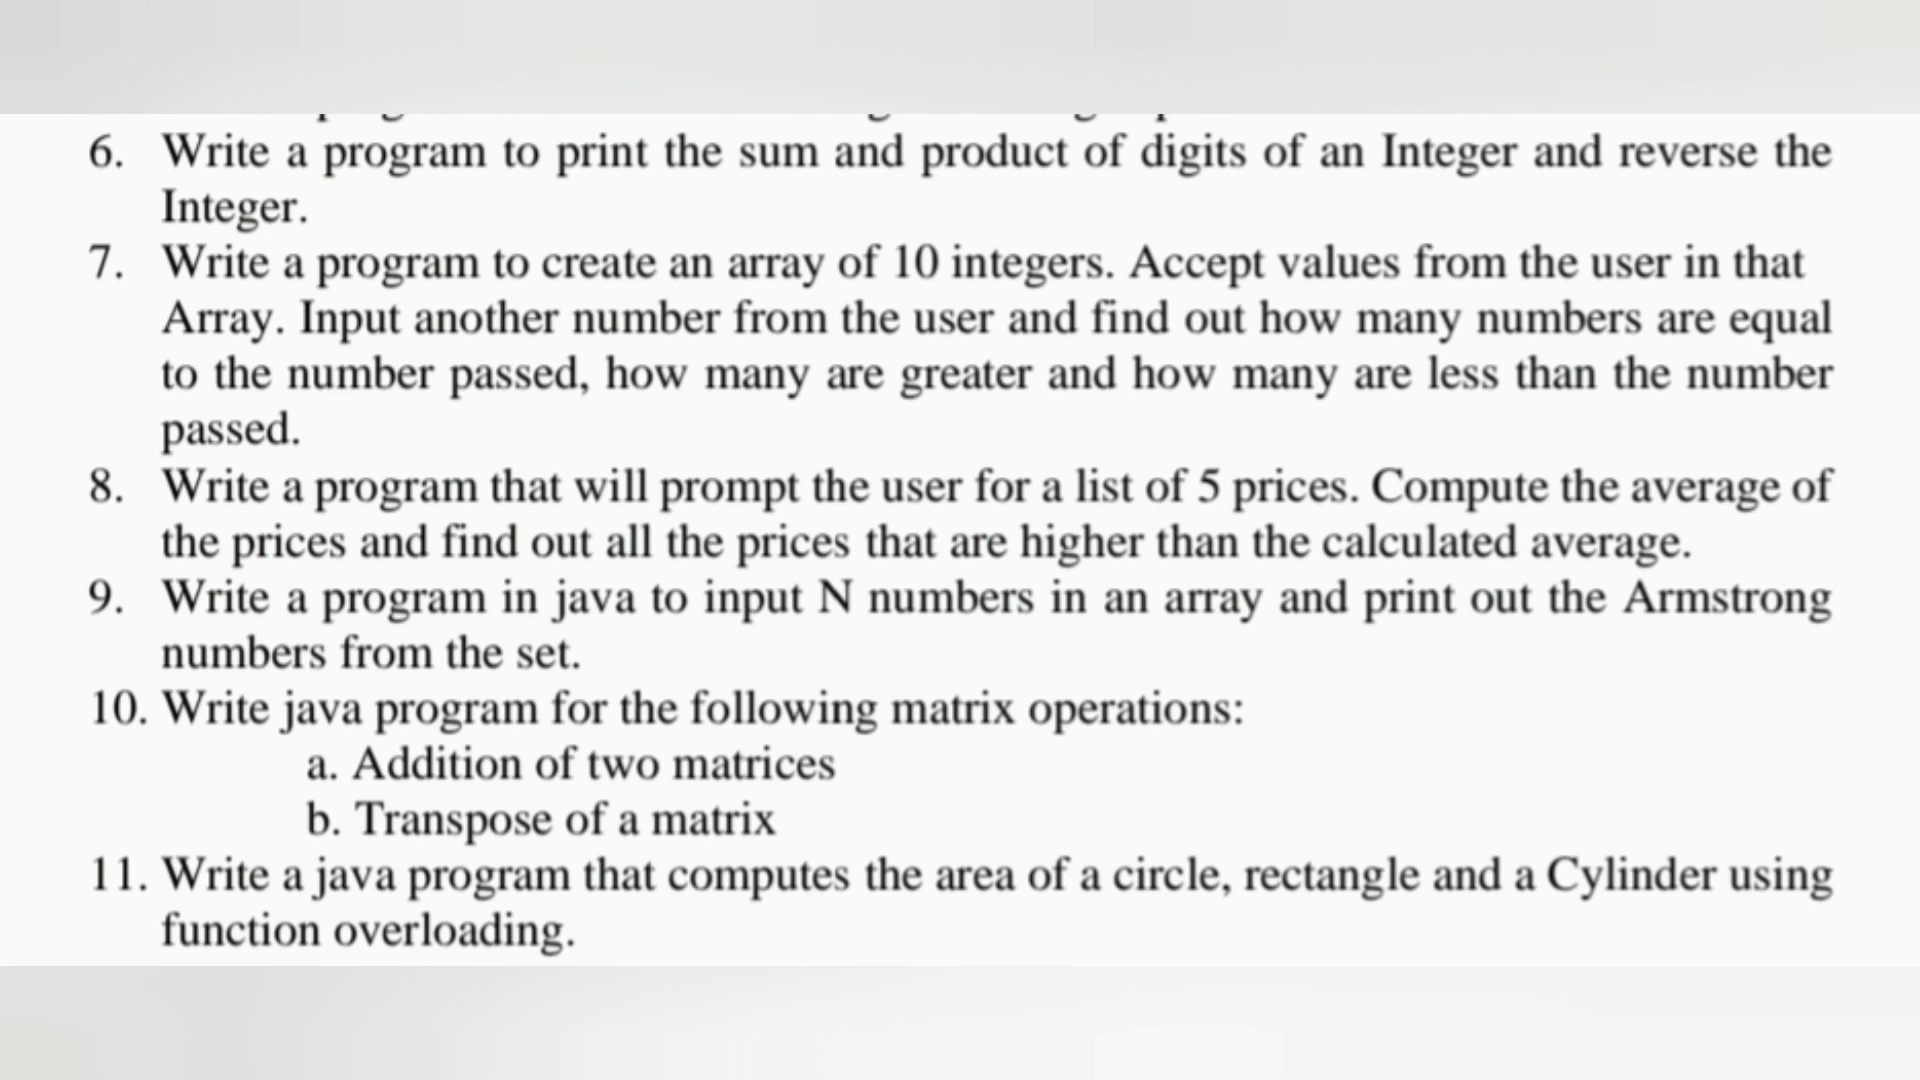 6. Write a program to print the sum and product of digits of an Integer and reverse the
Integer.
7. Write a program to create an array of 10 integers. Accept values from the user in that
Array. Input another number from the user and find out how many numbers are equal
to the number passed, how many are greater and how many are less than the number
passed.
8. Write a program that will prompt the user for a list of 5 prices. Compute the average of
the prices and find out all the prices that are higher than the calculated average.
9. Write a program in java to input N numbers in an array and print out the Armstrong
numbers from the set.
10. Write java program for the following matrix operations:
a. Addition of two matrices
b. Transpose of a matrix
11. Write a java program that computes the area of a circle, rectangle and a Cylinder using
function overloading.